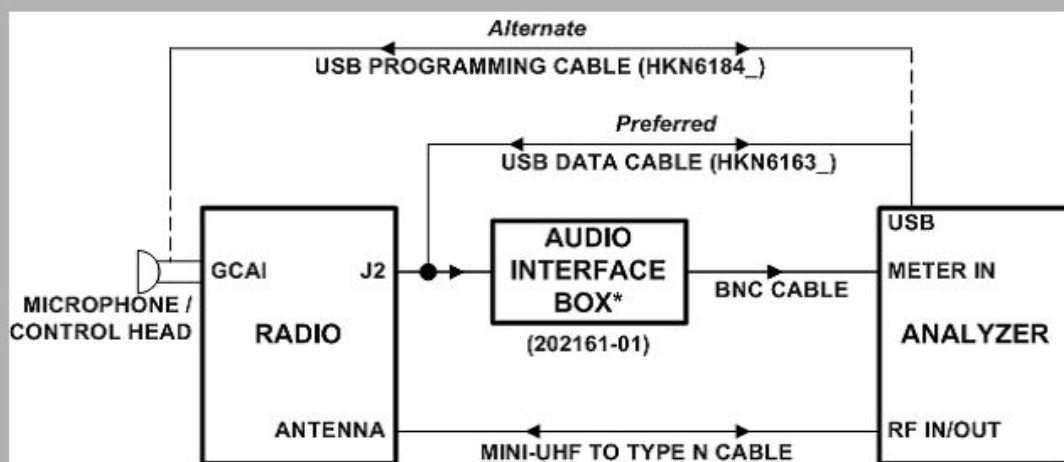 Alternate
USB PROGRAMMING CABLE (HKN6184_)
Preferred
USB DATA CABLE (HKN6163_)
USB
GCAI
J2
AUDIO
INTERFACE
BOX*
(202161-01)
BNC CABLE
METER IN
MICROPHONE /
CONTROL HEAD
RADIO
ANALYZER
ANTENNA
MINI-UHF TO TYPE N CABLE
RF IN/OUT